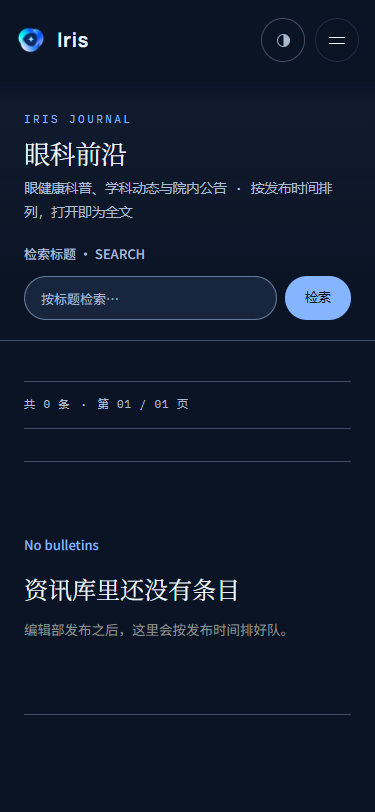 Iris
IRIS JOURNAL
眼科前沿
眼健康科普、学科动态与院内公告 · 按发布时间排
列，打开即为全文
检索标题 · SEARCH
按标题检索…
检索
共 0 条 · 第 01 / 01 页
No bulletins
资讯库里还没有条目
编辑部发布之后，这里会按发布时间排好队。